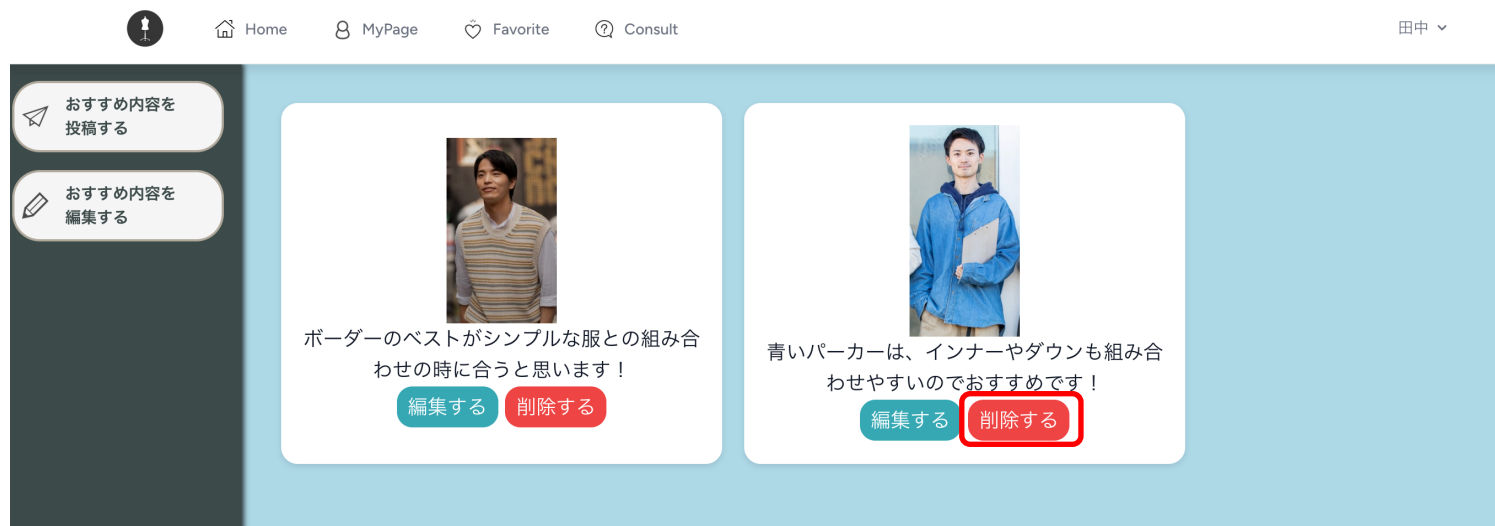 Home
MyPage
Favorite
Consult
田中
おすすめ内容を
投稿する
おすすめ内容を
編集する
ボーダーのベストがシンプルな服との組み合
わせの時に合うと思います！
編集する
削除する
青いパーカーは、インナーやダウンも組み合
わせやすいのでおすすめです！
編集する
削除する